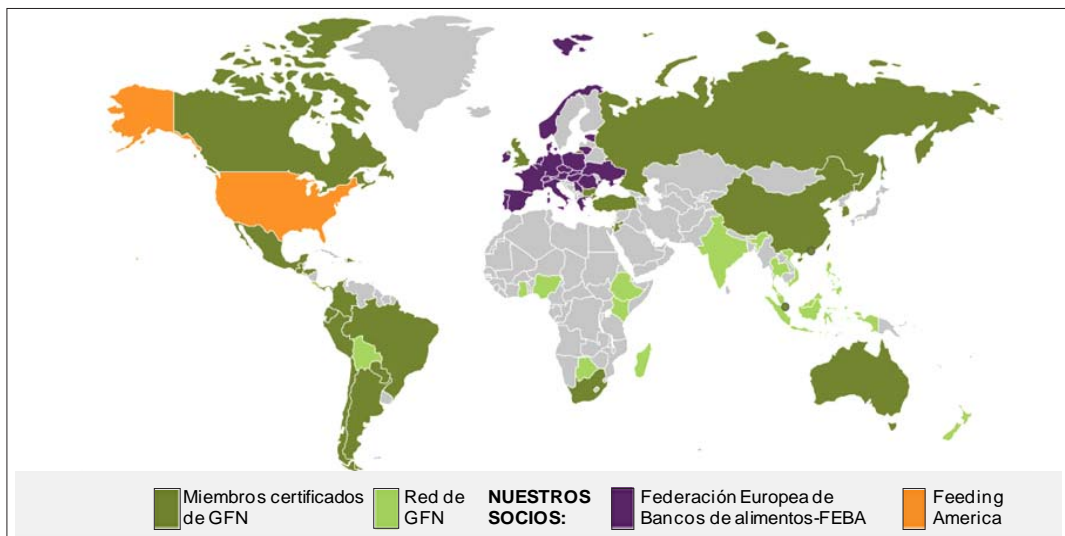 Miembros certificados
de GFN
Red de
GFN
NUESTROS
SOCIOS:
Federación Europea de
Bancos de alimentos-FEBA
Feeding
America